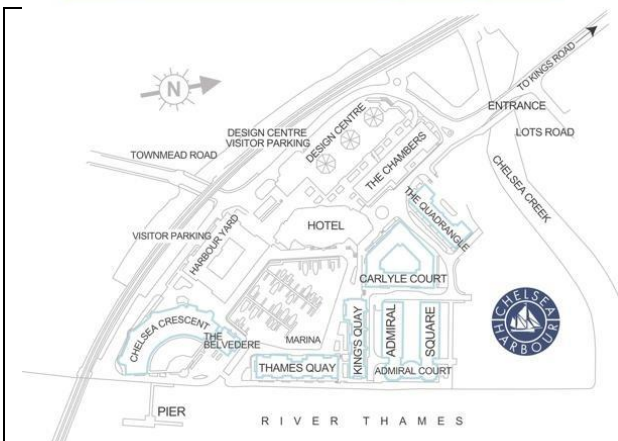 TO KINGS ROAD
N
ENTRANCE
DESIGN CENTRE
VISITOR PARKING
DESIGN CENTRE
LOTS ROAD
TOWNMEAD ROAD
THE CHAMBERS
CHELSEA CREEK
THE QUADRANGLE
HOTEL
VISITOR PARKING
HARBOUR YARD
CARLYLE COURT
CHELSEA
HARBOUR
CHELSEA CRESCENT
THE
BELVEDERE
MARINA
KING'S QUAY
ADMIRAL
SQUARE
THAMES QUAY
ADMIRAL COURT
PIER
RIVER THAMES